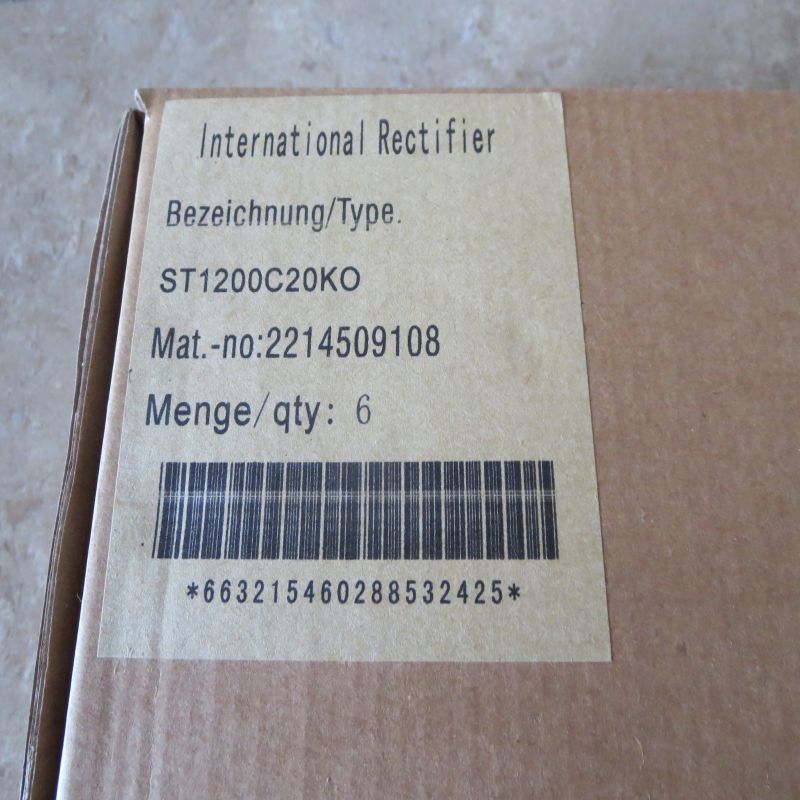 International Rectifier
Bezeichnung/Type.
ST1200C20KO
Mat.-no:2214509108
Menge/qty: 6
*663215460288532425*